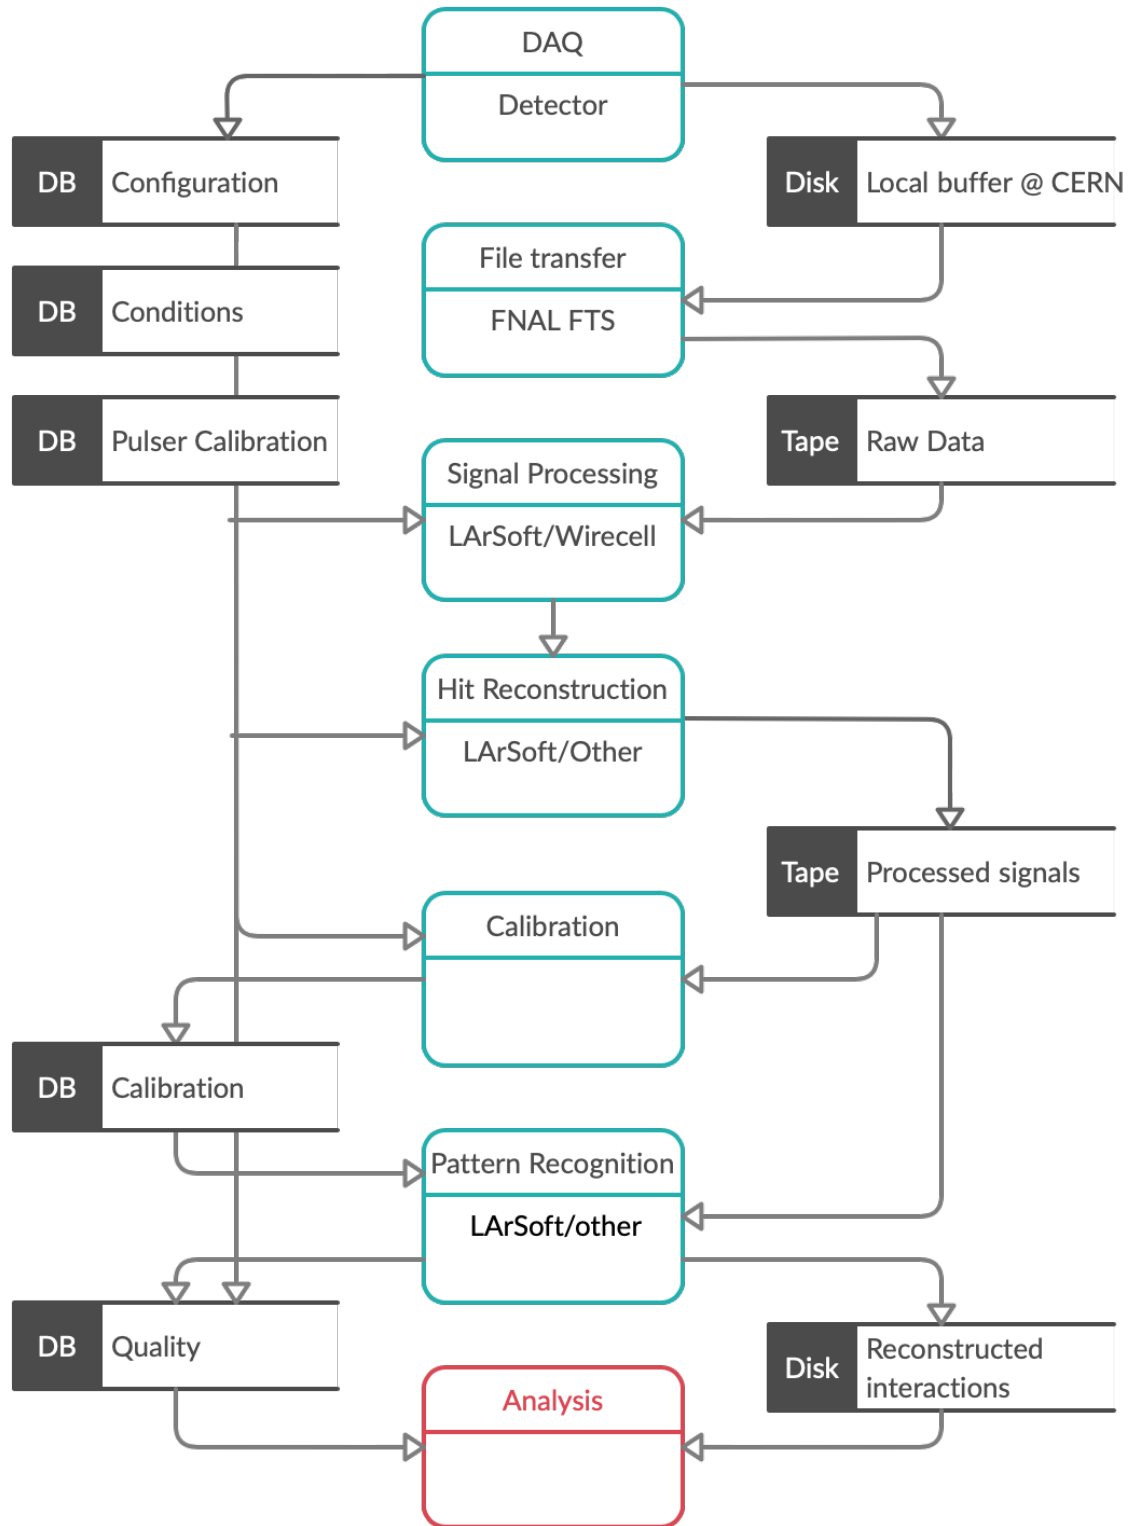 DAQ
Detector
DB Configuration
Disk Local buffer @ CERN
File transfer
FNAL FTS
DB Conditions
DB Pulser Calibration
Tape Raw Data
Signal Processing
LArSoft/Wirecell
Hit Reconstruction
LArSoft/Other
Tape Processed signals
Calibration
DB Calibration
Pattern Recognition
LArSoft/other
DB Quality
Disk Reconstructed
interactions
Analysis